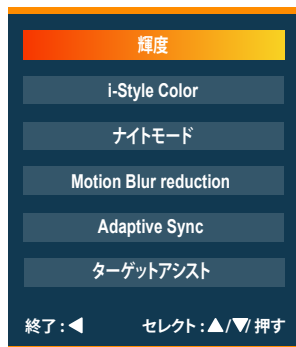 輝度
i-Style Color
ナイトモード
Motion Blur reduction
Adaptive Sync
ターゲットアシスト
終了:◀ セレクト:▲/▼/ 押す